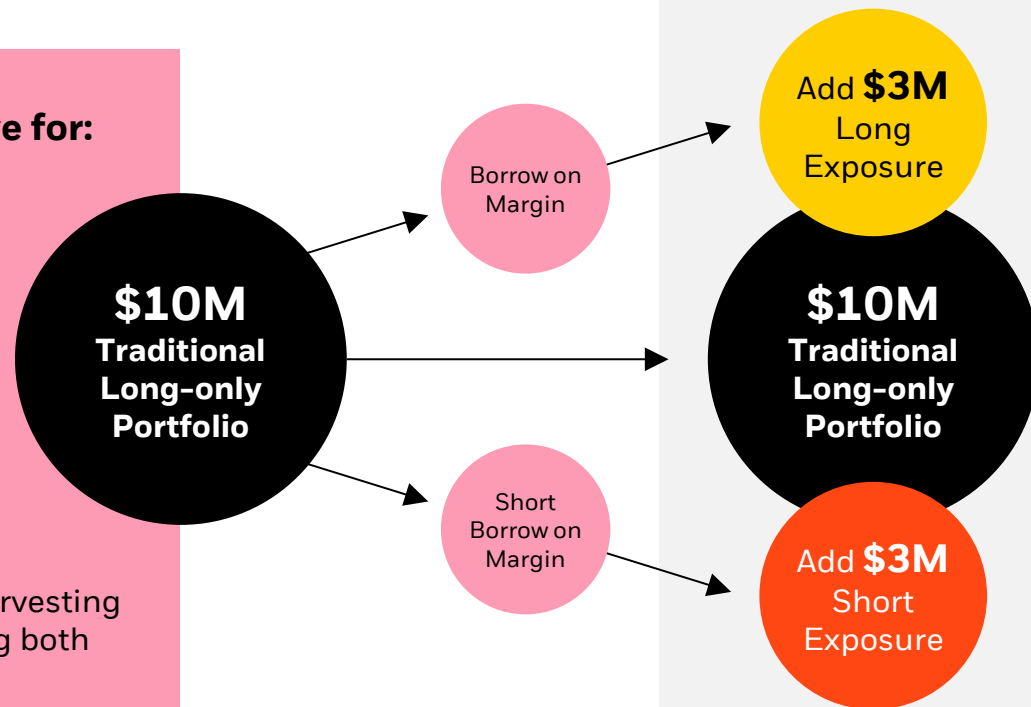 for:
$10M
Traditional
Long-only
Portfolio
both
Borrow on
Margin
Short
Borrow on
Margin
Add $3M
Long
Exposure
$10M
Traditional
Long-only
Portfolio
Add $3M
Short
Exposure